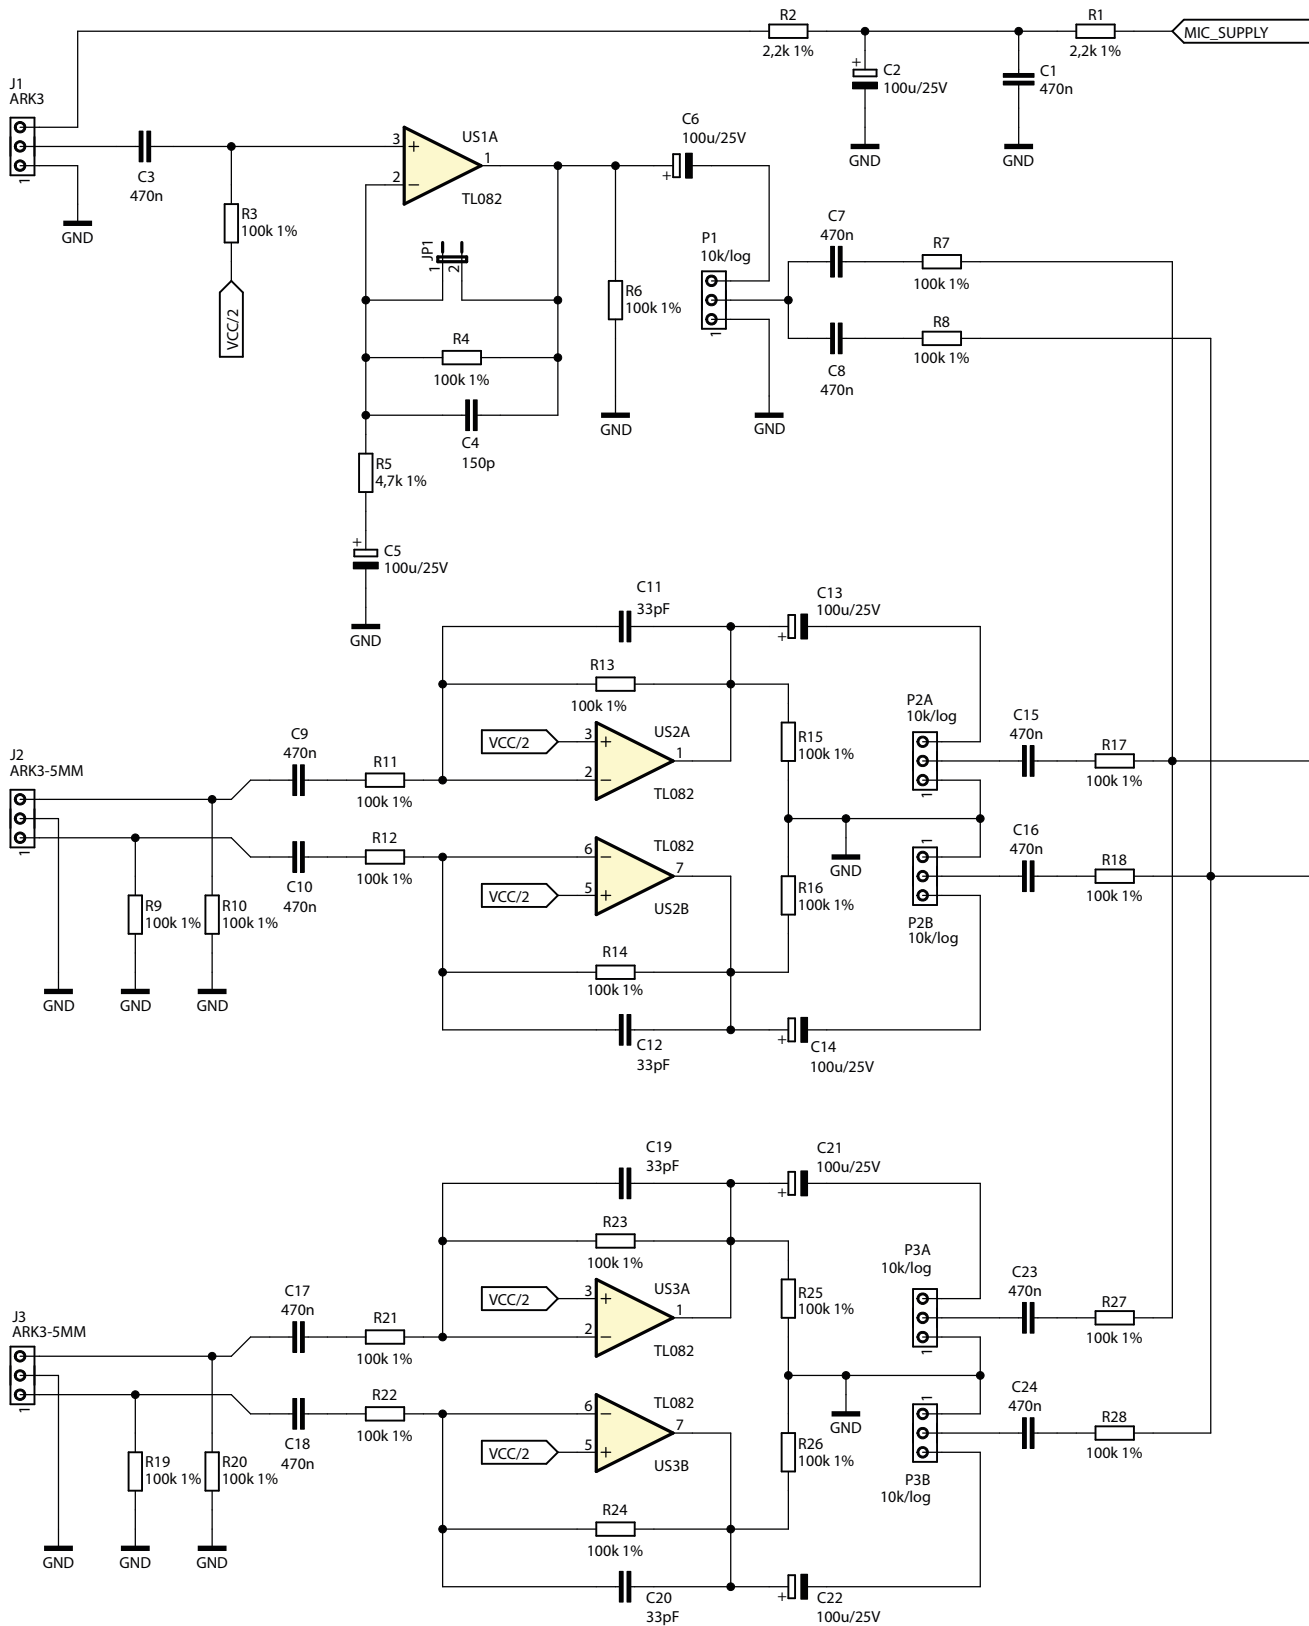 R2
2,2k 1%
R1
2,2k 1%
MIC_SUPPLY
+
C2
100u/25V
C1
470n
GND
GND
J1
ARK3
1
GND
C3
470n
R3
100k 1%
VCC/2
3
+
2
−
1
US1A
TL082
JP1
1
2
R4
100k 1%
C4
150p
R5
4,7k 1%
+
C5
100u/25V
GND
C6
100u/25V
+
R6
100k 1%
GND
P1
10k/log
1
GND
C7
470n
R7
100k 1%
R8
100k 1%
C8
470n
J2
ARK3-5MM
1
GND
R9
100k 1%
GND
R10
100k 1%
GND
C9
470n
R11
100k 1%
R12
100k 1%
C10
470n
C11
33pF
R13
100k 1%
VCC/2
3
+
2
−
1
US2A
TL082
TL082
6
−
5
+
7
VCC/2
US2B
R14
100k 1%
C12
33pF
C13
100u/25V
+
R15
100k 1%
GND
R16
100k 1%
+
C14
100u/25V
P2A
10k/log
1
1
P2B
10k/log
C15
470n
R17
100k 1%
C16
470n
R18
100k 1%
J3
ARK3-5MM
1
GND
R19
100k 1%
GND
R20
100k 1%
GND
C17
470n
R21
100k 1%
R22
100k 1%
C18
470n
C19
33pF
R23
100k 1%
VCC/2
3
+
2
−
1
US3A
TL082
TL082
6
−
5
+
7
VCC/2
US3B
R24
100k 1%
C20
33pF
C21
100u/25V
+
R25
100k 1%
GND
R26
100k 1%
+
C22
100u/25V
P3A
10k/log
1
1
P3B
10k/log
C23
470n
R27
100k 1%
C24
470n
R28
100k 1%